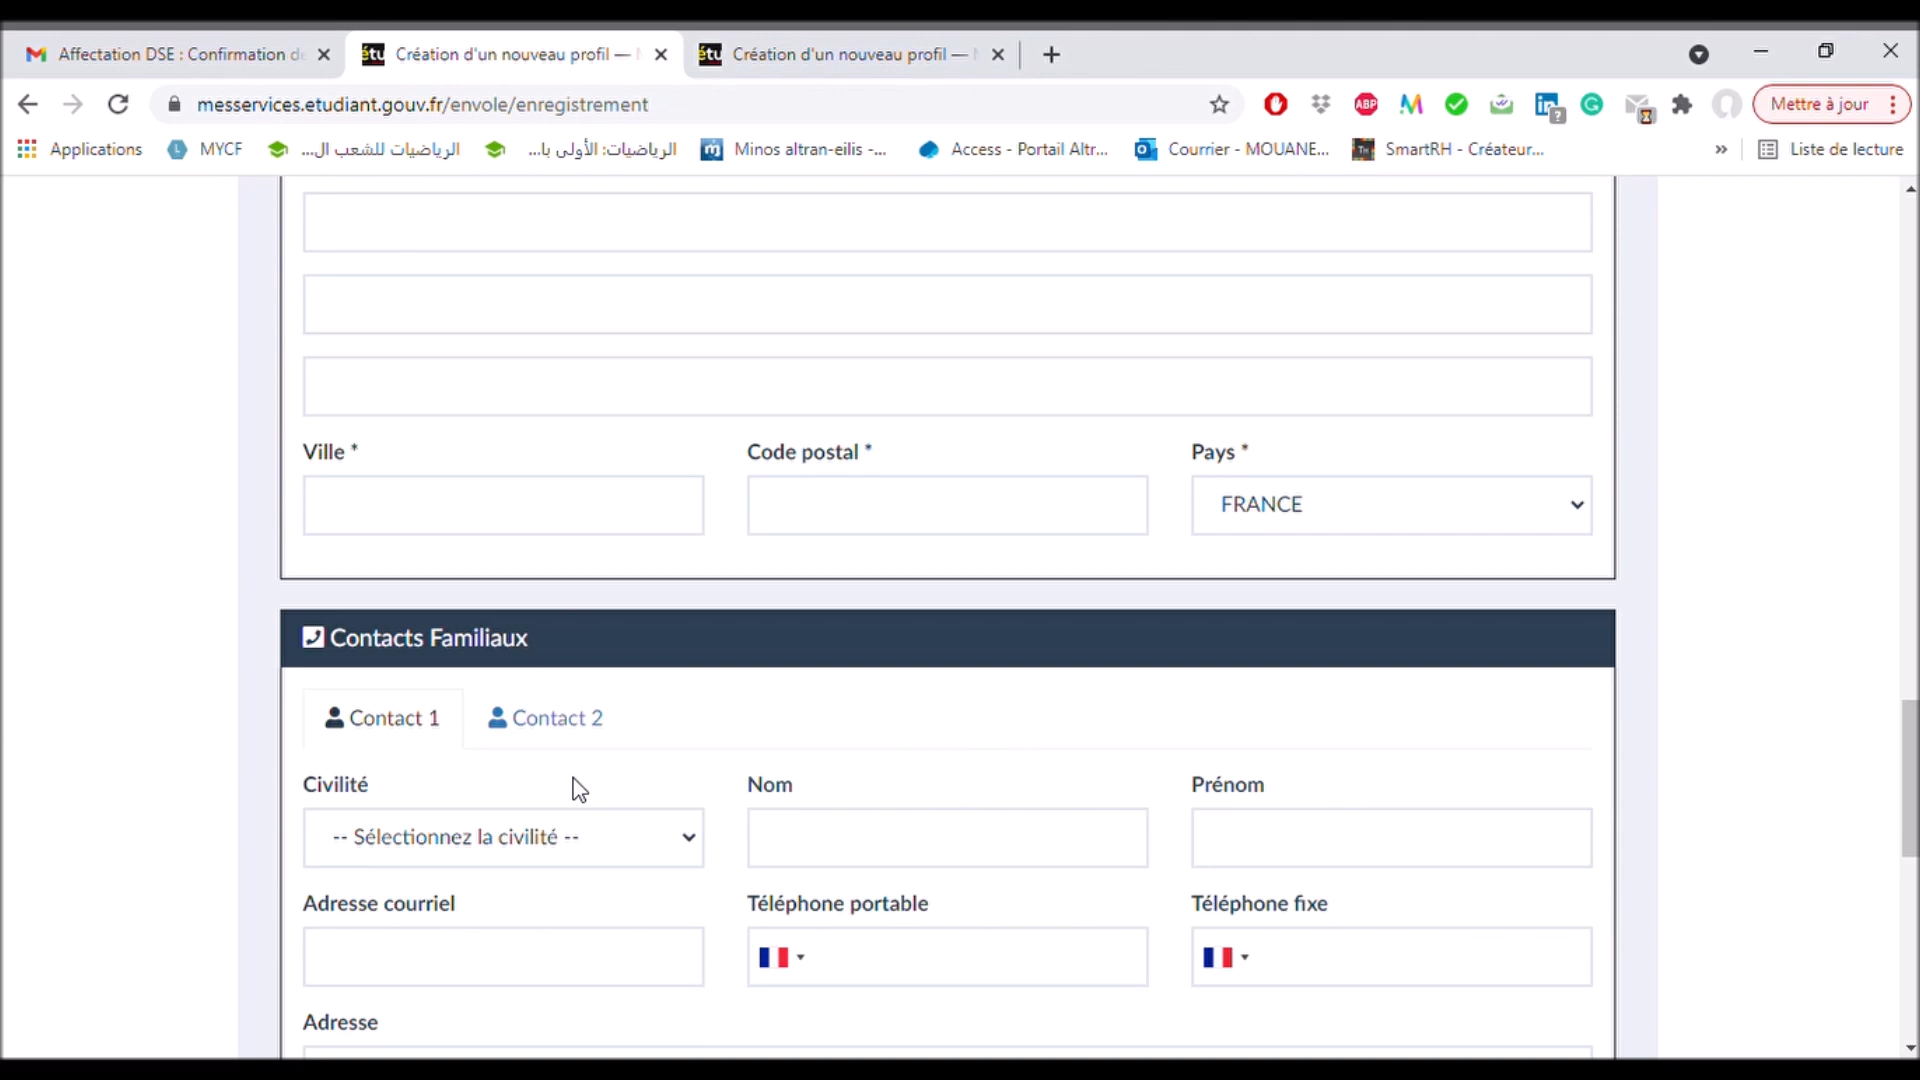 Affectation DSE : Confirmation de
Création d'un nouveau profil —
Création d'un nouveau profil —
messervices.etudiant.gouv.fr/envole/enregistrement
Mettre à jour
Applications
MYCF
الرياضيات للشعب ال...
الرياضيات: الأولى با...
Minos altran-eilis -...
Access - Portail Altr...
Courrier - MOUANE...
SmartRH - Créateur...
»
Liste de lecture
Ville *
Code postal *
Pays *
FRANCE
Contacts Familiaux
Contact 1
Contact 2
Civilité
Nom
Prénom
-- Sélectionnez la civilité --
Adresse courriel
Téléphone portable
Téléphone fixe
Adresse